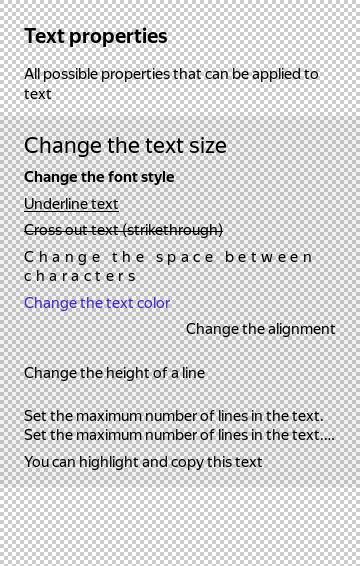 Text properties
All possible properties that can be applied to
text
Change the text size
Change the font style
Underline text
Cross out text (strikethrough)
Change the space between
characters
Change the text color
Change the alignment
Change the height of a line
Set the maximum number of lines in the text.
Set the maximum number of lines in the text....
You can highlight and copy this text